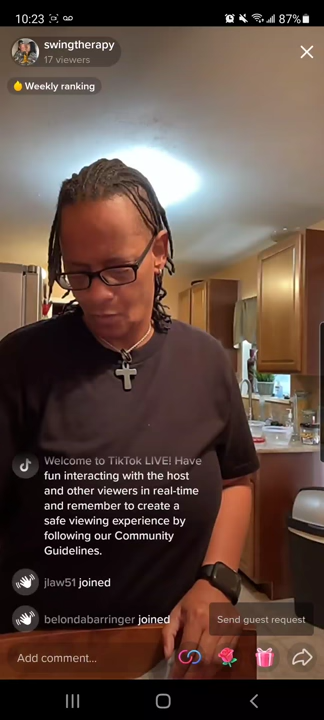 10:23
87%
swingtherapy
17 viewers
Weekly ranking
Welcome to TikTok LIVE! Have
fun interacting with the host
and other viewers in real-time
and remember to create a
safe viewing experience by
following our Community
Guidelines.
jlaw51 joined
belondabarringer joined
Send guest request
Add comment...